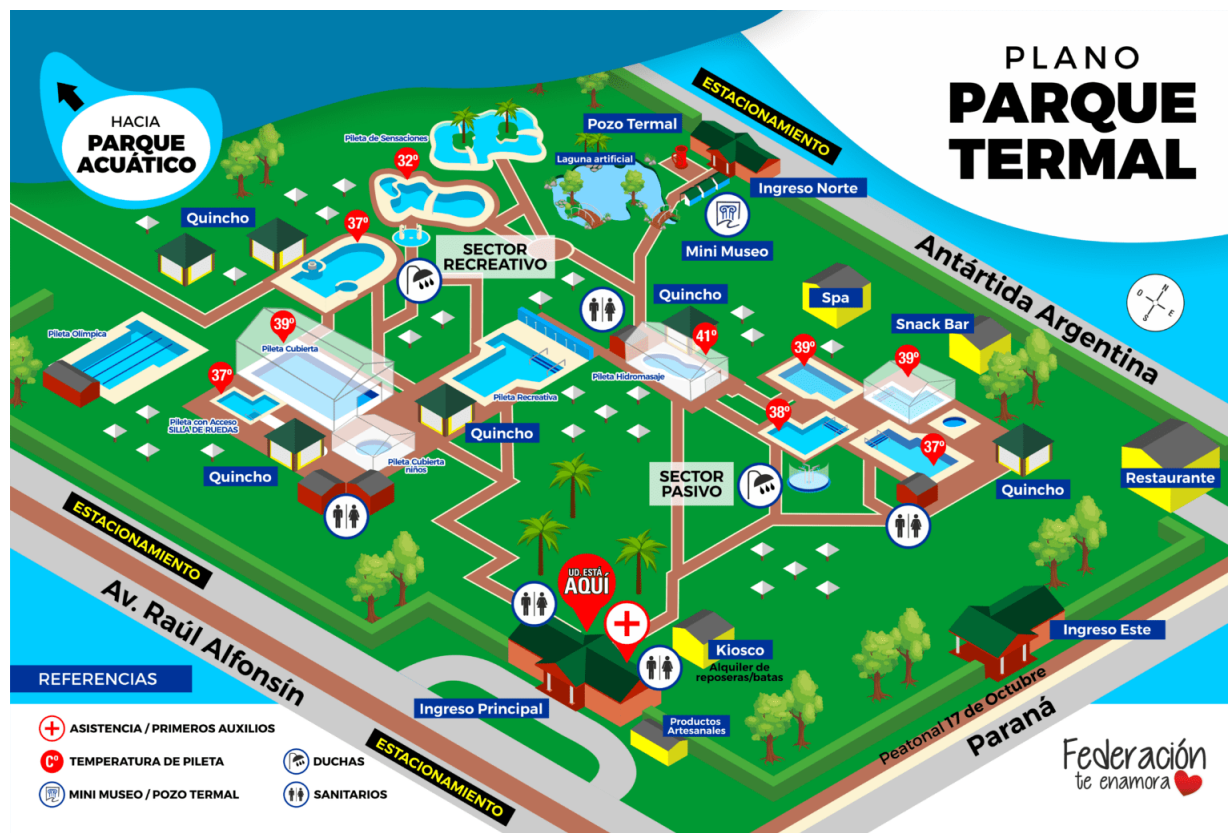 PLANO
PARQUE
TERMAL
HACIA
PARQUE
ACUÁTICO
ESTACIONAMIENTO
Pozo Termal
Pileta de Sensaciones
Laguna artificial
Ingreso Norte
32º
Mini Museo
Quincho
37º
SECTOR
RECREATIVO
Antártida Argentina
N
O
E
S
Spa
Quincho
Snack Bar
Pileta Olímpica
39º
Pileta Cubierta
41º
39º
39º
37º
Pileta Hidromasaje
Pileta Recreativa
Pileta con Acceso
SILLA DE RUEDAS
38º
Quincho
37º
Pileta Cubierta
niños
Quincho
SECTOR
PASIVO
Quincho
Restaurante
ESTACIONAMIENTO
Av. Raúl Alfonsín
UD. ESTÁ
AQUÍ
Kiosco
Alquiler de
reposeras/batas
Ingreso Este
Ingreso Principal
Productos
Artesanales
Peatonal 17 de Octubre
Paraná
ESTACIONAMIENTO
REFERENCIAS
ASISTENCIA / PRIMEROS AUXILIOS
Cº TEMPERATURA DE PILETA
DUCHAS
MINI MUSEO / POZO TERMAL
SANITARIOS
Federación
te enamora